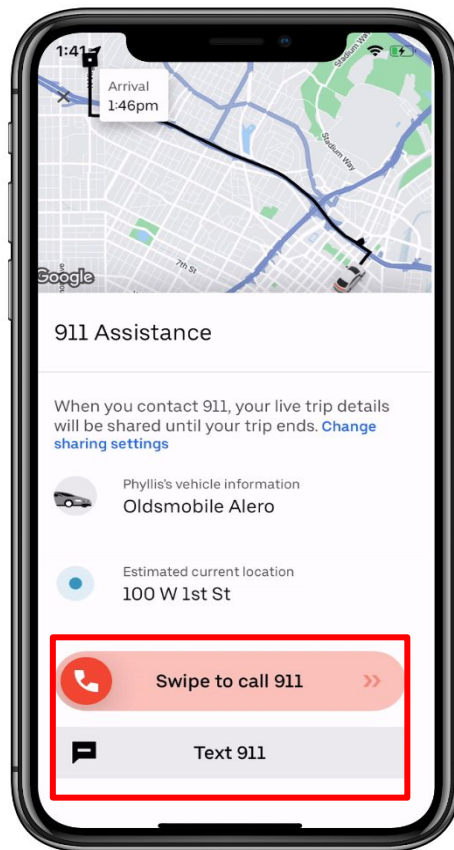 1:41
Arrival
1:46pm
Stadium Way
Stadium Way
7th St
Google
911 Assistance
When you contact 911, your live trip details
will be shared until your trip ends. Change
sharing settings
Phyllis's vehicle information
Oldsmobile Alero
Estimated current location
100 W 1st St
Swipe to call 911
Text 911